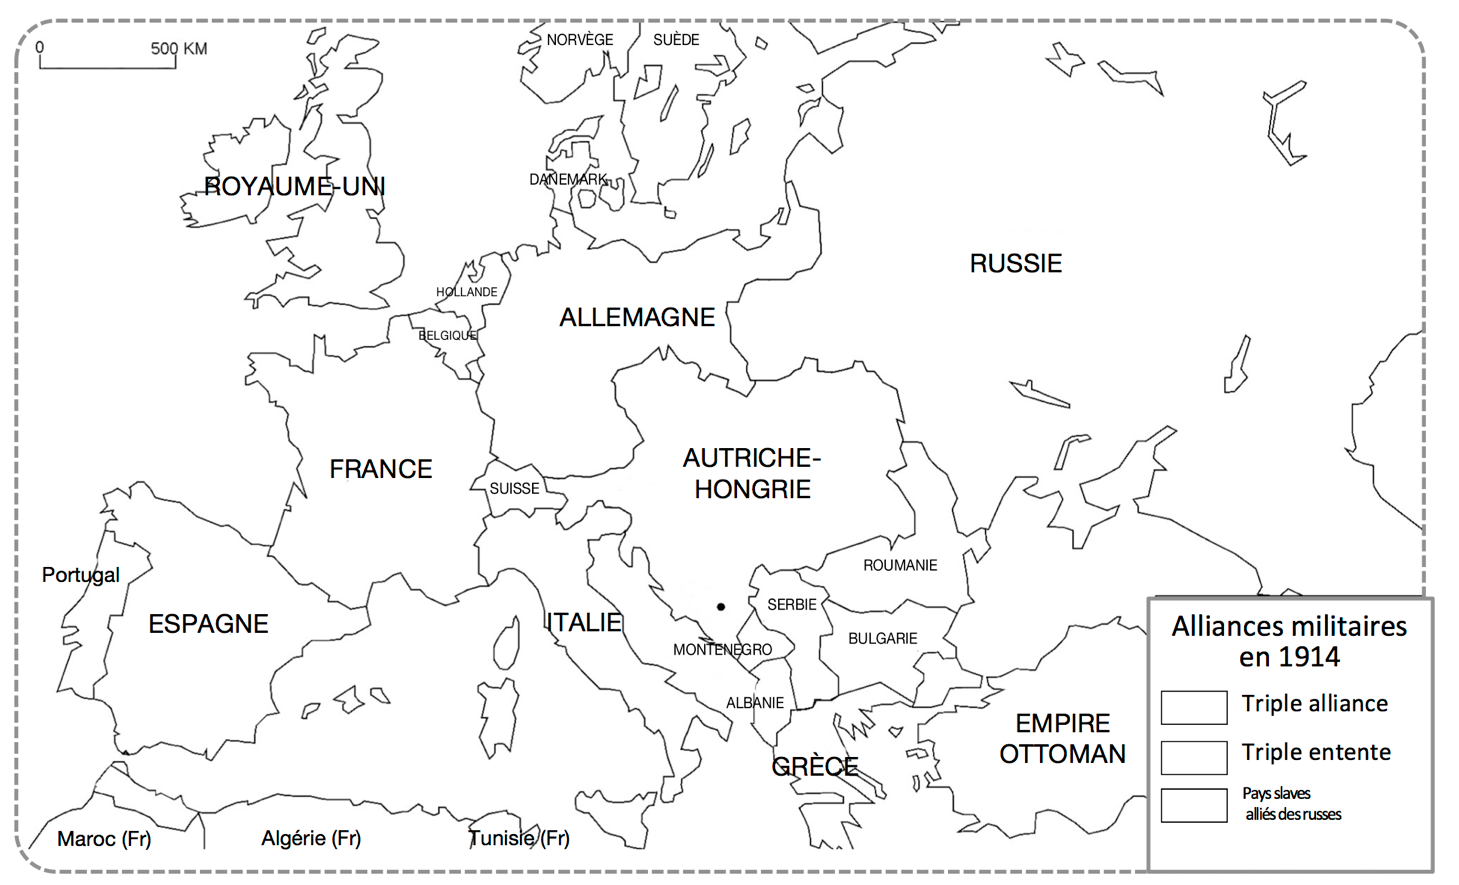 0
500 KM
NORVÈGE
SUÈDE
DANEMARK
ROYAUME-UNI
RUSSIE
HOLLANDE
BELGIQUE
ALLEMAGNE
FRANCE
SUISSE
AUTRICHE-
HONGRIE
ROUMANIE
Portugal
ESPAGNE
ITALIE
SERBIE
BULGARIE
MONTENEGRO
ALBANIE
GRÈCE
EMPIRE
OTTOMAN
Maroc (Fr)
Algérie (Fr)
Tunisie (Fr)
Alliances militaires
en 1914
Triple alliance
Triple entente
Pays slaves
alliés des russes